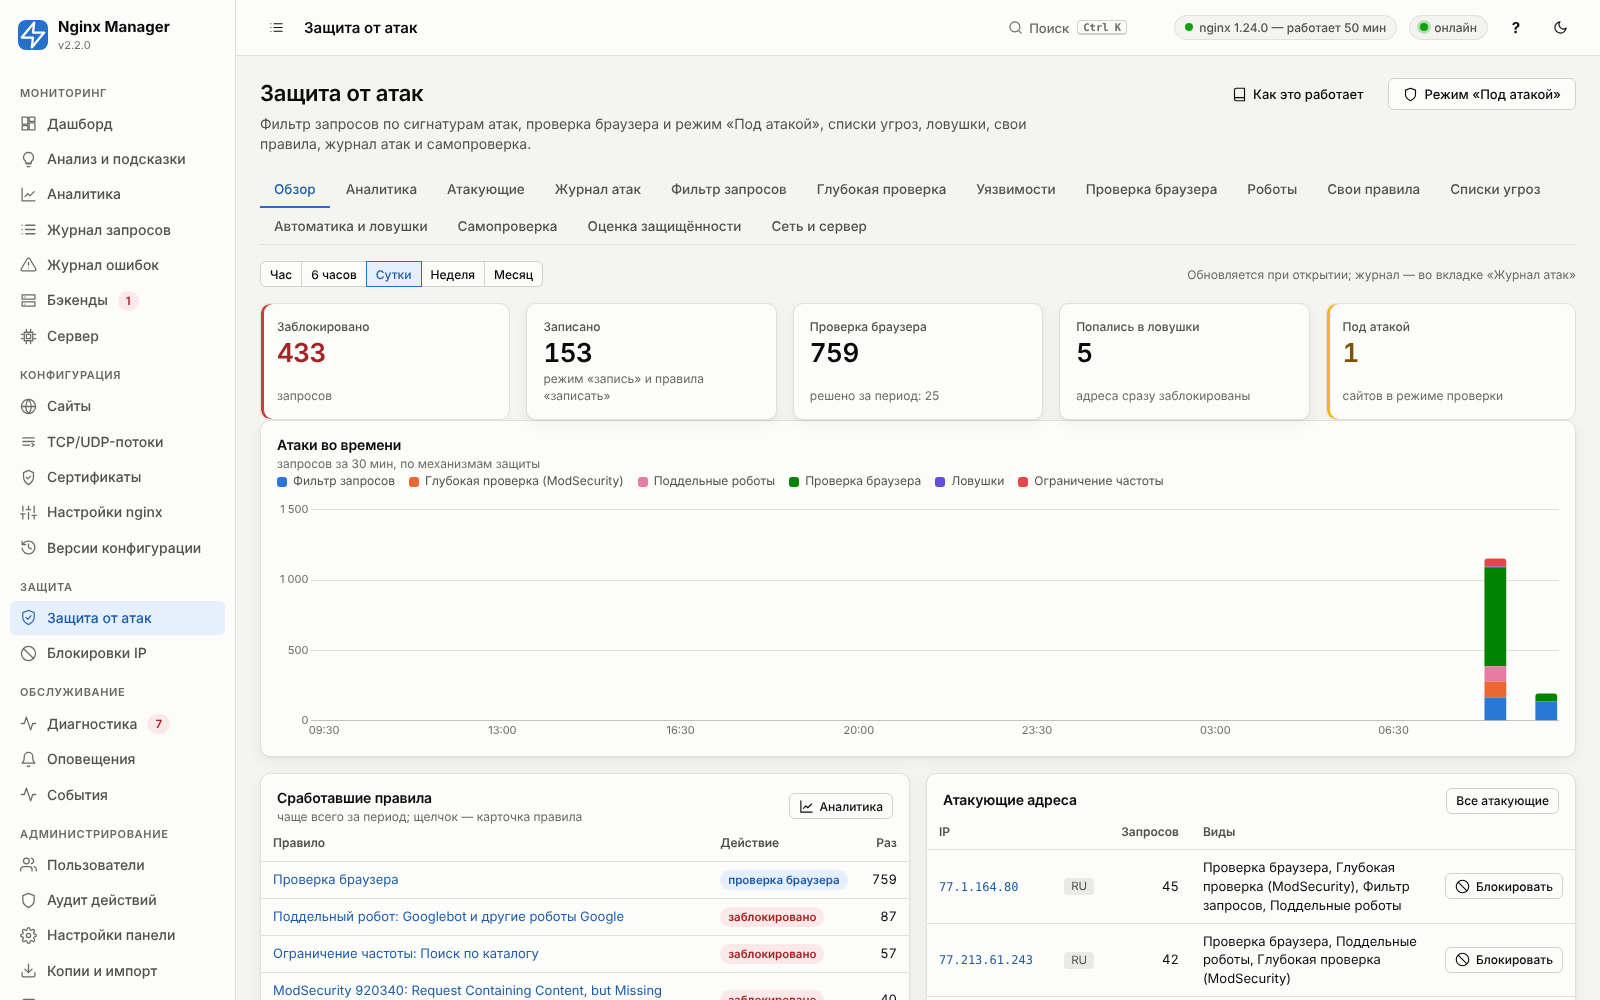 Nginx Manager
v2.2.0
МОНИТОРИНГ
Дашборд
Анализ и подсказки
Аналитика
Журнал запросов
Журнал ошибок
Бэкенды 1
Сервер
КОНФИГУРАЦИЯ
Сайты
TCP/UDP-потоки
Сертификаты
Настройки nginx
Версии конфигурации
ЗАЩИТА
Защита от атак
Блокировки IP
ОБСЛУЖИВАНИЕ
Диагностика 7
Оповещения
События
АДМИНИСТРИРОВАНИЕ
Пользователи
Аудит действий
Настройки панели
Копии и импорт
Защита от атак
Поиск Ctrl K
nginx 1.24.0 — работает 50 мин
онлайн
?
Защита от атак
Как это работает
Режим «Под атакой»
Фильтр запросов по сигнатурам атак, проверка браузера и режим «Под атакой», списки угроз, ловушки, свои
правила, журнал атак и самопроверка.
Обзор Аналитика Атакующие Журнал атак Фильтр запросов Глубокая проверка Уязвимости Проверка браузера Роботы Свои правила Списки угроз
Автоматика и ловушки Самопроверка Оценка защищённости Сеть и сервер
Час 6 часов Сутки Неделя Месяц
Обновляется при открытии; журнал — во вкладке «Журнал атак»
Заблокировано
433
запросов
Записано
153
режим «запись» и правила
«записать»
Проверка браузера
759
решено за период: 25
Попались в ловушки
5
адреса сразу заблокированы
Под атакой
1
сайтов в режиме проверки
Атаки во времени
запросов за 30 мин, по механизмам защиты
Фильтр запросов Глубокая проверка (ModSecurity) Поддельные роботы Проверка браузера Ловушки Ограничение частоты
1 500
1 000
500
0
09:30 13:00 16:30 20:00 23:30 03:00 06:30
Сработавшие правила
чаще всего за период; щелчок — карточка правила
Аналитика
Правило Действие Раз
Проверка браузера проверка браузера 759
Поддельный робот: Googlebot и другие роботы Google заблокировано 87
Ограничение частоты: Поиск по каталогу заблокировано 57
ModSecurity 920340: Request Containing Content, but Missing заблокировано 40
Атакующие адреса
Все атакующие
IP Запросов Виды
77.1.164.80 RU 45
Проверка браузера, Глубокая
проверка (ModSecurity), Фильтр
запросов, Поддельные роботы
Блокировать
77.213.61.243 RU 42
Проверка браузера, Поддельные
роботы, Глубокая проверка
(ModSecurity)
Блокировать